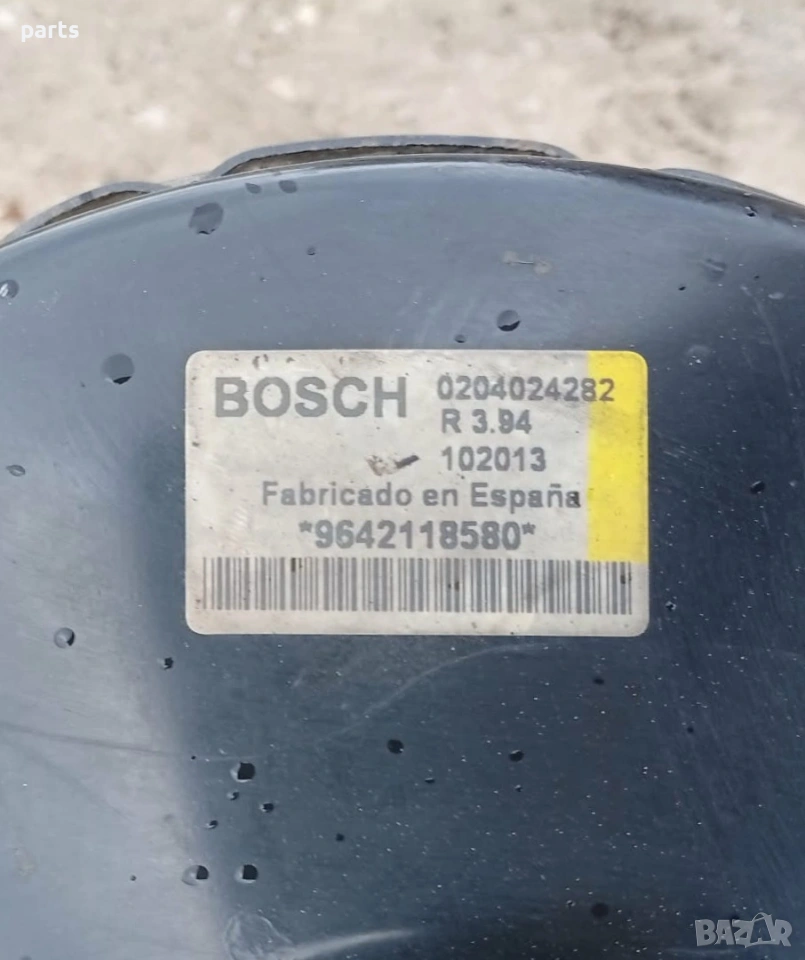 parts
BOSCH 0204024282
R 3.94
102013
Fabricado en España
*9642118580*
BAZAR